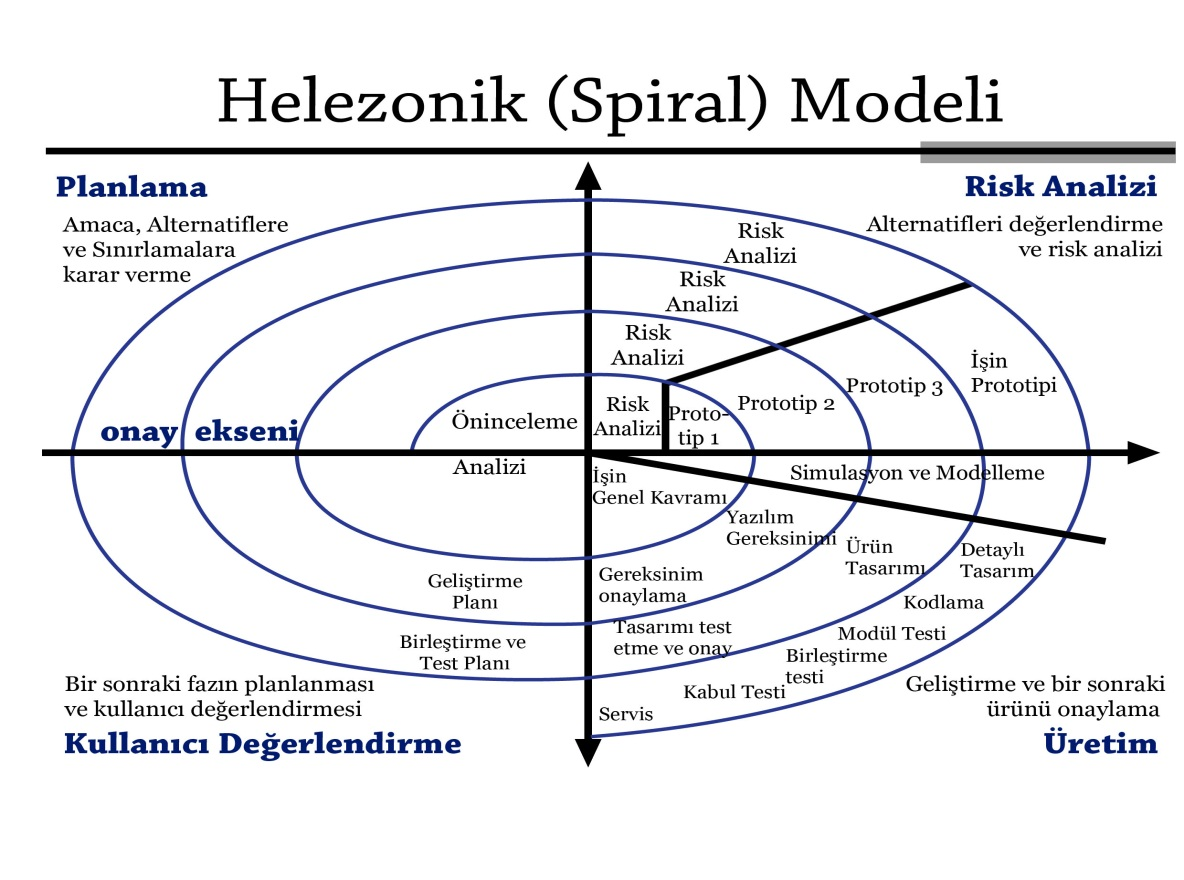 Helezonik (Spiral) Modeli
Planlama
Amaca, Alternatiflere
ve Sınırlamalara
karar verme
Risk Analizi
Alternatifleri değerlendirme
ve risk analizi
Risk
Analizi
Risk
Analizi
Risk
Analizi
Risk
Analizi
Proto-
tip 1
Prototip 2
Prototip 3
İşin
Prototipi
onay ekseni
Öninceleme
Analizi
İşin
Genel Kavramı
Simulasyon ve Modelleme
Yazılım
Gereksinimi
Ürün
Tasarımı
Detaylı
Tasarım
Kodlama
Modül Testi
Birleştirme
testi
Kabul Testi
Servis
Gereksinim
onaylama
Tasarımı test
etme ve onay
Geliştirme
Planı
Birleştirme ve
Test Planı
Bir sonraki fazın planlanması
ve kullanıcı değerlendirmesi
Kullanıcı Değerlendirme
Geliştirme ve bir sonraki
ürünü onaylama
Üretim